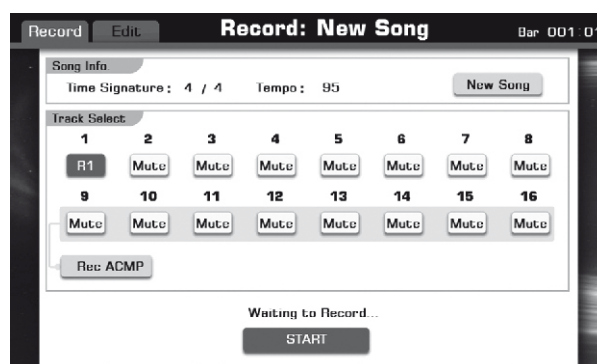 Record Edit Record: New Song Bar 001:01
Song Info.
Time Signature: 4 / 4 Tempo: 95 New Song
Track Select
1 2 3 4 5 6 7 8
R1 Mute Mute Mute Mute Mute Mute Mute
9 10 11 12 13 14 15 16
Mute Mute Mute Mute Mute Mute Mute Mute
Rec ACMP
Waiting to Record...
START